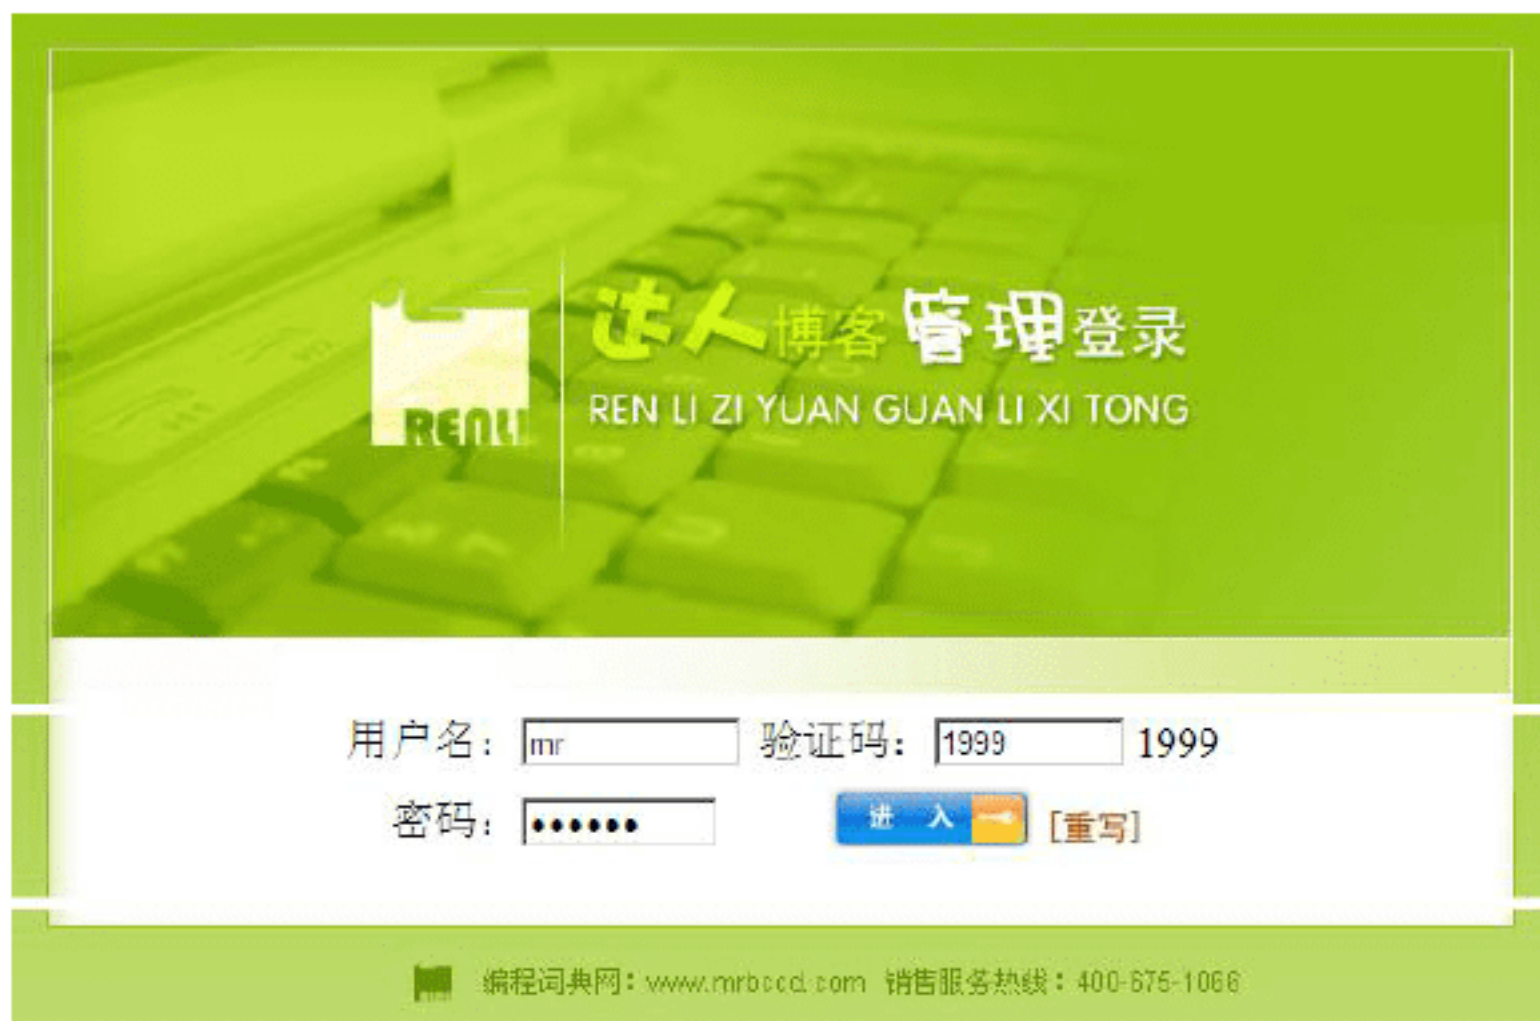 达人博客管理登录
RENLI
REN LI ZI YUAN GUAN LI XI TONG
用户名： mr 验证码： 1999 1999
密码： •••••• 进 入 [重写]
编程词典网：www.mrbccd.com 销售服务热线：400-675-1066